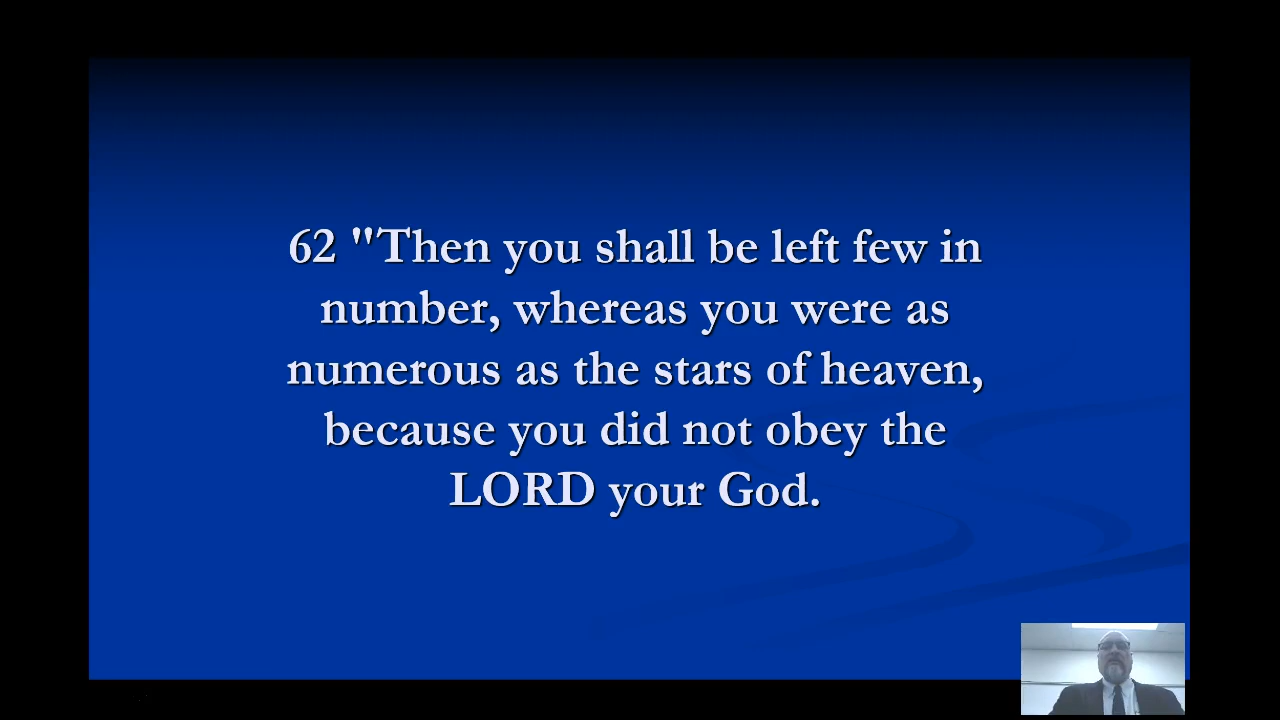 62 "Then you shall be left few in
number, whereas you were as
numerous as the stars of heaven,
because you did not obey the
LORD your God.